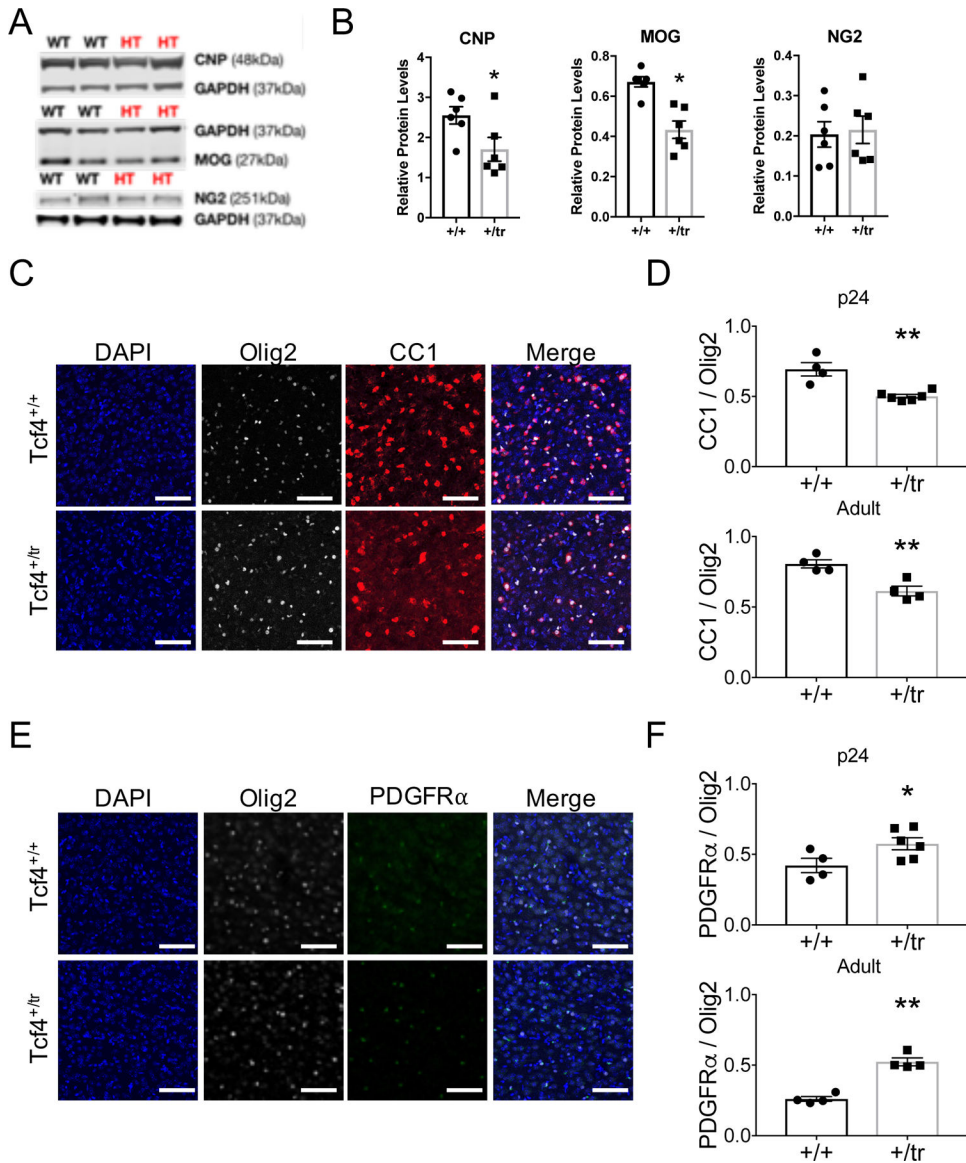 A
WT WT HT HT
CNP (48kDa)
GAPDH (37kDa)
WT WT HT HT
GAPDH (37kDa)
MOG (27kDa)
WT WT HT HT
NG2 (251kDa)
GAPDH (37kDa)
B
CNP
Relative Protein Levels
4
3
2
1
0
*
+/+ +/tr
MOG
Relative Protein Levels
0.8
0.6
0.4
0.2
0.0
*
+/+ +/tr
NG2
Relative Protein Levels
0.4
0.3
0.2
0.1
0.0
+/+ +/tr
C
DAPI Olig2 CC1 Merge
Tcf4+/+
Tcf4+/tr
D
p24
CC1 / Olig2
1.0
0.5
0.0
**
+/+ +/tr
Adult
CC1 / Olig2
1.0
0.5
0.0
**
+/+ +/tr
E
DAPI Olig2 PDGFRα Merge
Tcf4+/+
Tcf4+/tr
F
p24
PDGFRα / Olig2
1.0
0.5
0.0
*
+/+ +/tr
Adult
PDGFRα / Olig2
1.0
0.5
0.0
**
+/+ +/tr